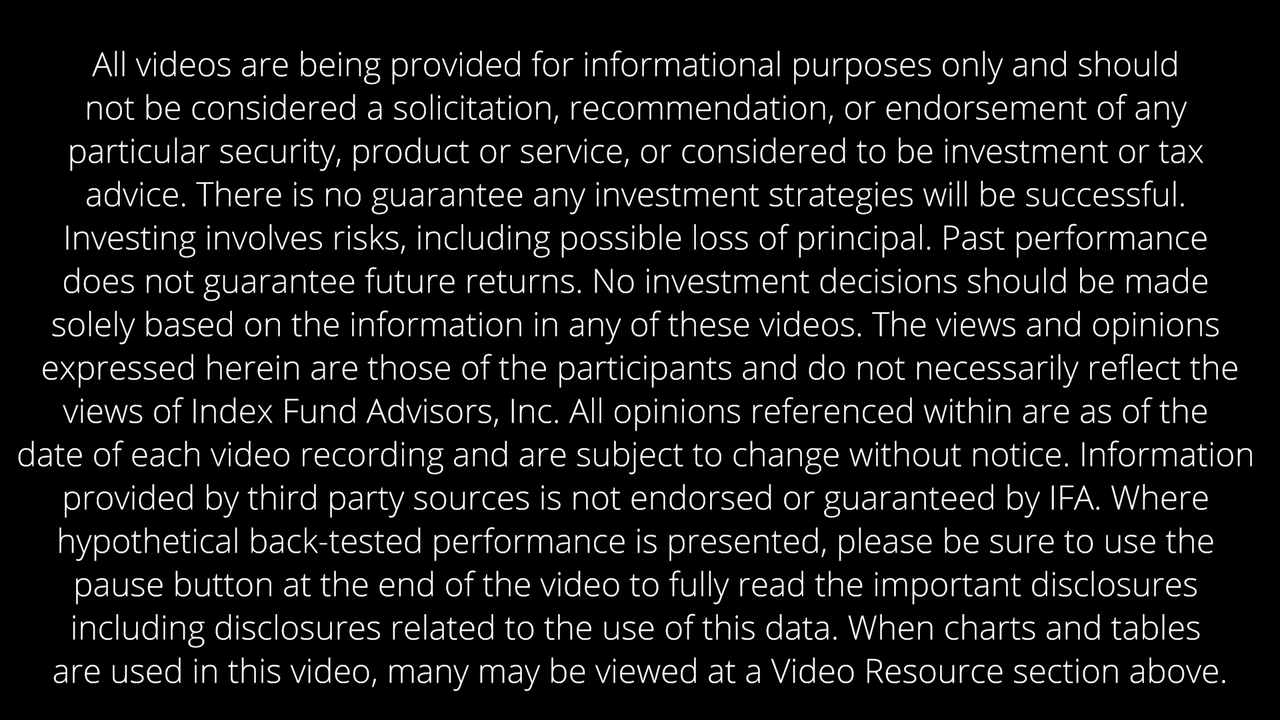 All videos are being provided for informational purposes only and should
not be considered a solicitation, recommendation, or endorsement of any
particular security, product or service, or considered to be investment or tax
advice. There is no guarantee any investment strategies will be successful.
Investing involves risks, including possible loss of principal. Past performance
does not guarantee future returns. No investment decisions should be made
solely based on the information in any of these videos. The views and opinions
expressed herein are those of the participants and do not necessarily reflect the
views of Index Fund Advisors, Inc. All opinions referenced within are as of the
date of each video recording and are subject to change without notice. Information
provided by third party sources is not endorsed or guaranteed by IFA. Where
hypothetical back-tested performance is presented, please be sure to use the
pause button at the end of the video to fully read the important disclosures
including disclosures related to the use of this data. When charts and tables
are used in this video, many may be viewed at a Video Resource section above.